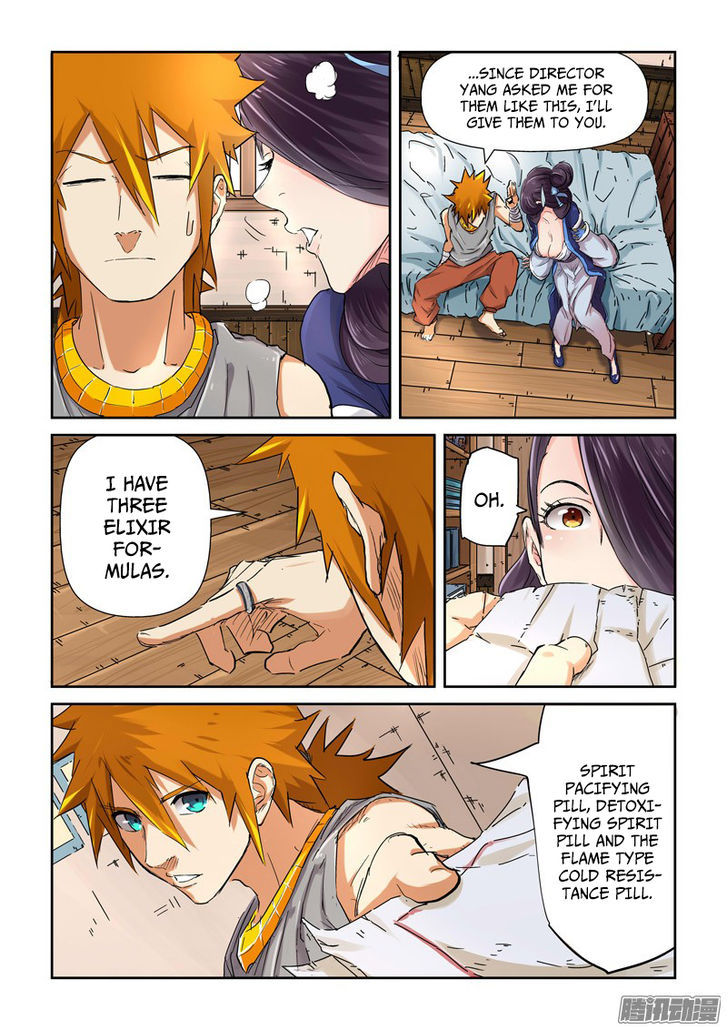 ...SINCE DIRECTOR
YANG ASKED ME FOR
THEM LIKE THIS, I'LL
GIVE THEM TO YOU.
I HAVE
THREE
ELIXIR
FOR-
MULAS.
OH.
SPIRIT
PACIFYING
PILL, DETOXI-
FYING SPIRIT
PILL AND THE
FLAME TYPE
COLD RESIS-
TANCE PILL.
腾讯动漫